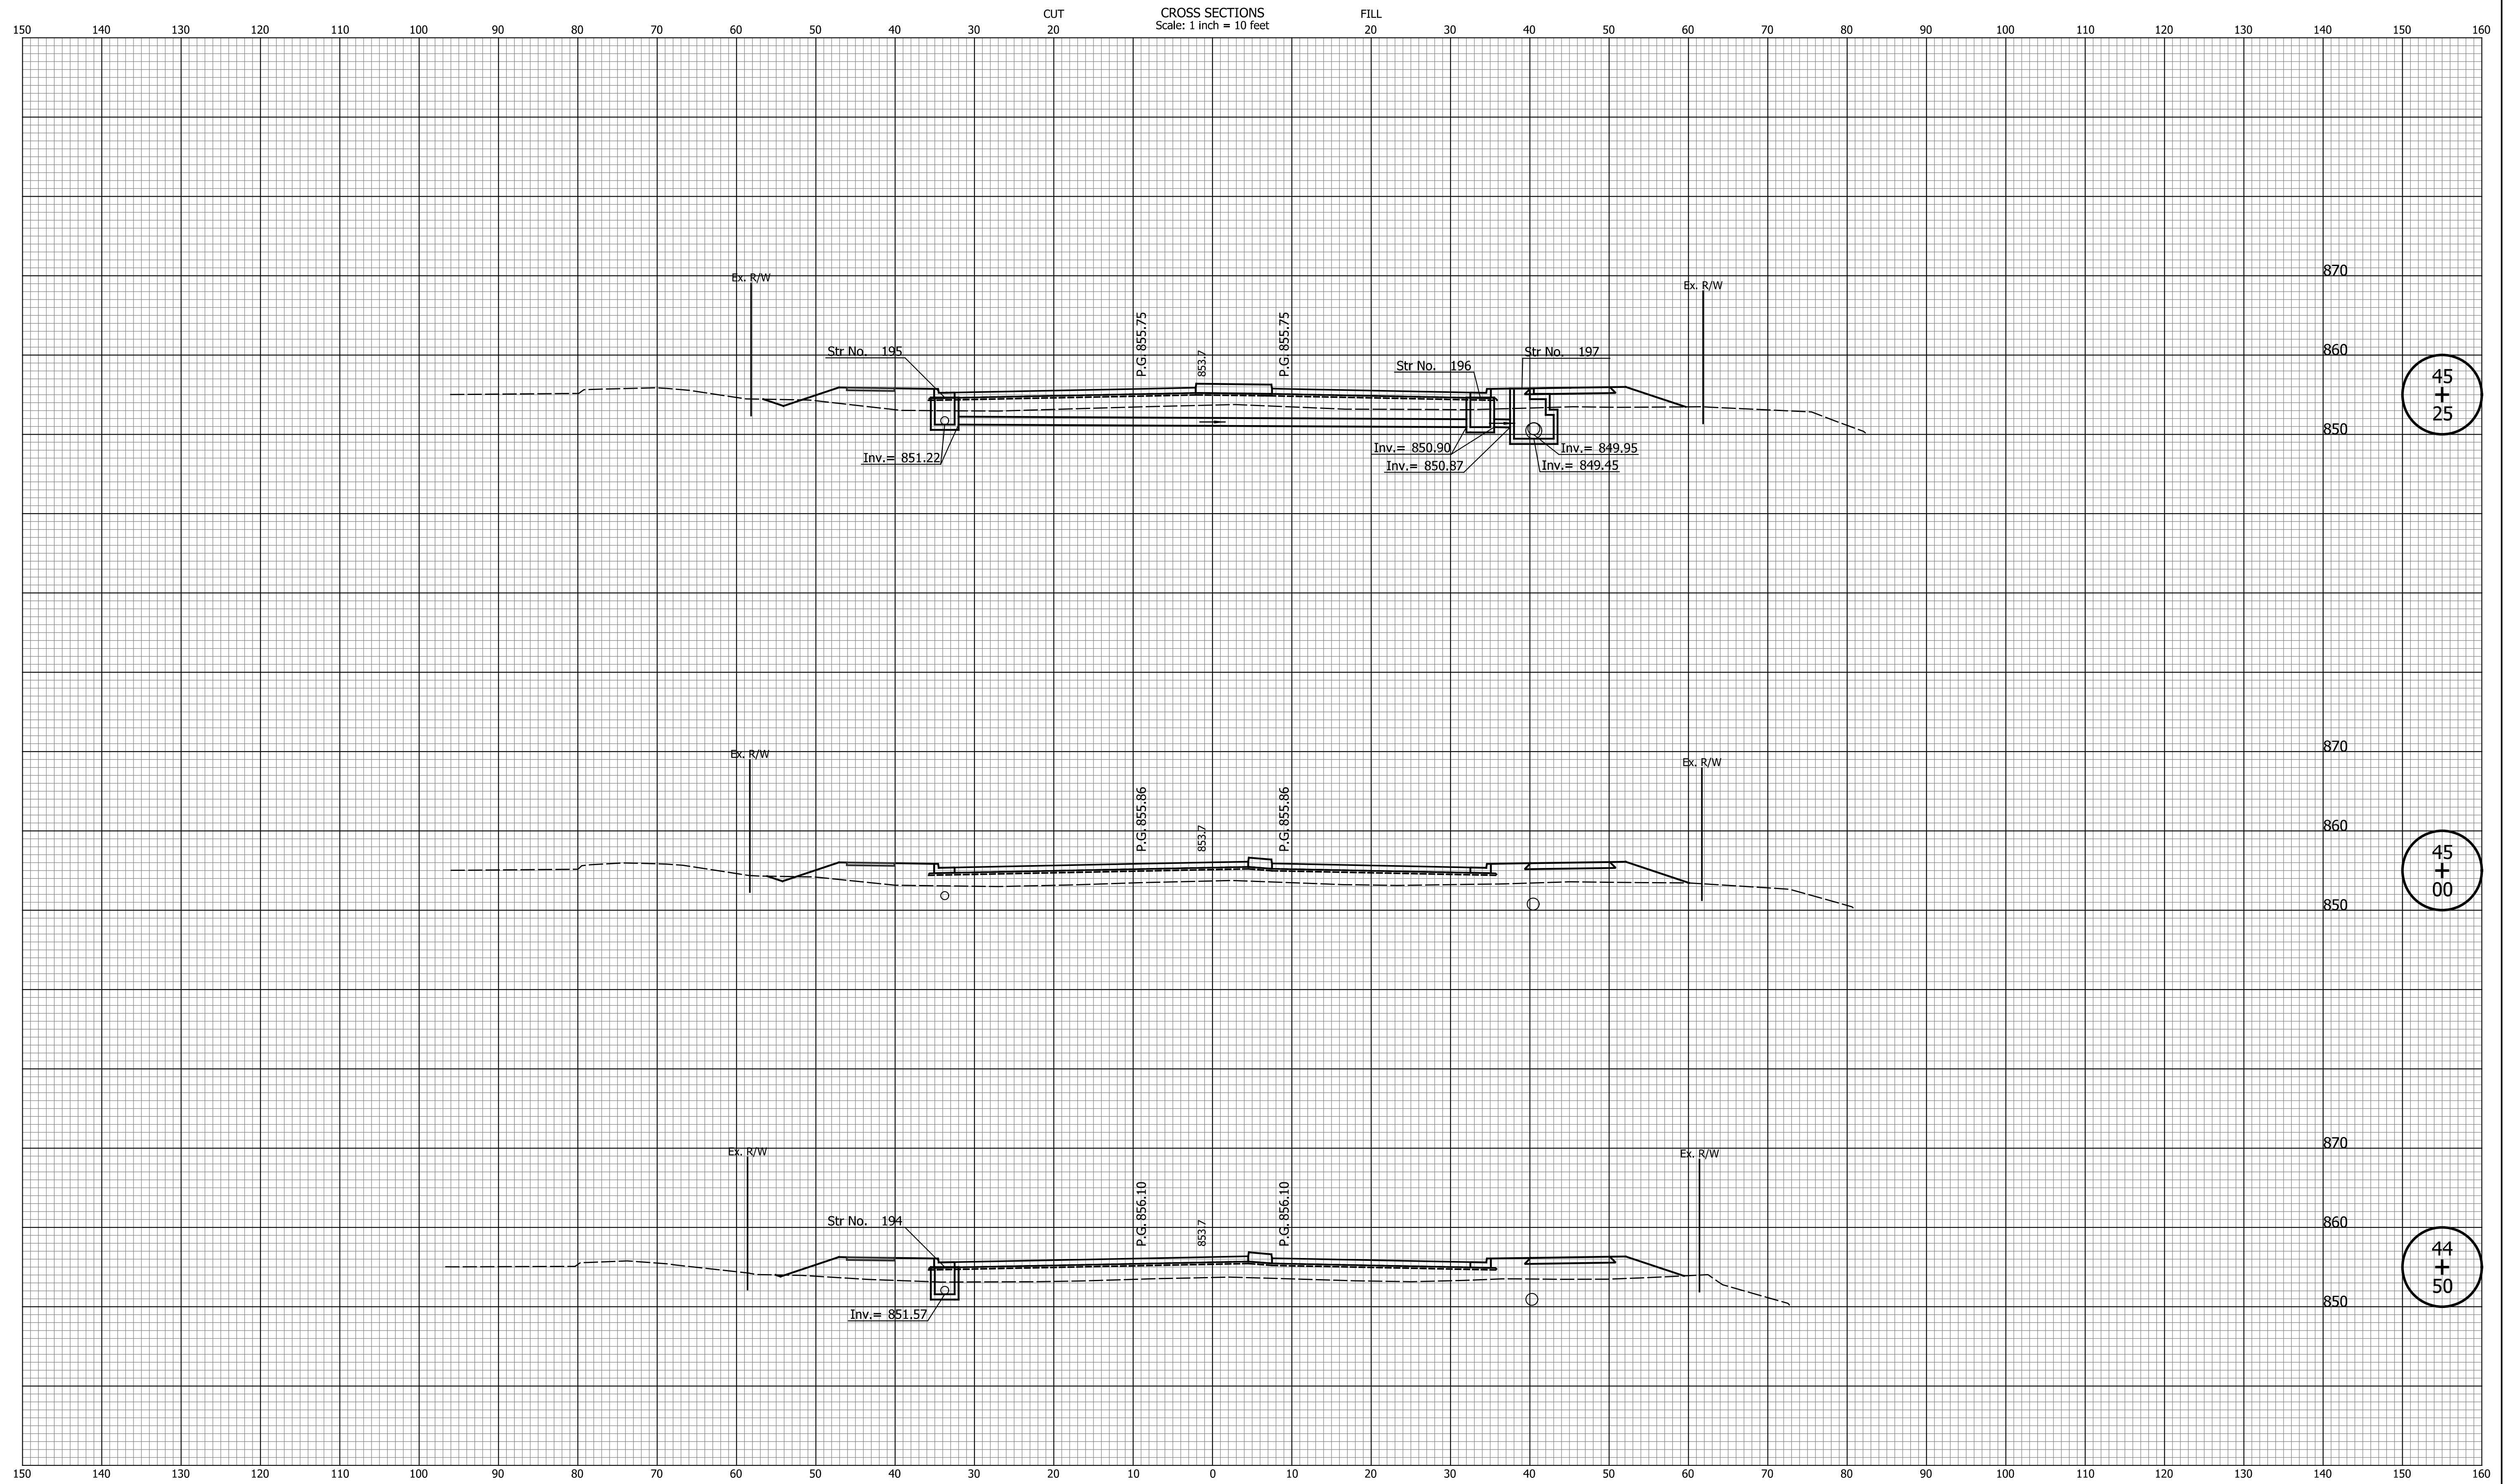 CUT CROSS SECTIONS FILL
Scale: 1 inch = 10 feet
150 140 130 120 110 100 90 80 70 60 50 40 30 20 20 30 40 50 60 70 80 90 100 110 120 130 140 150 160
870
Ex. R/W
Ex. R/W
P.G. 855.75
853.7
P.G. 855.75
860
Str No. 195
Str No. 196
Str No. 197
45
+
25
850
Inv.= 851.22
Inv.= 850.90
Inv.= 850.87
Inv.= 849.95
Inv.= 849.45
870
Ex. R/W
Ex. R/W
P.G. 855.86
853.7
P.G. 855.86
860
45
+
00
850
870
Ex. R/W
Ex. R/W
P.G. 856.10
853.7
P.G. 856.10
860
Str No. 194
44
+
50
850
Inv.= 851.57
150 140 130 120 110 100 90 80 70 60 50 40 30 20 10 0 10 20 30 40 50 60 70 80 90 100 110 120 130 140 150 160